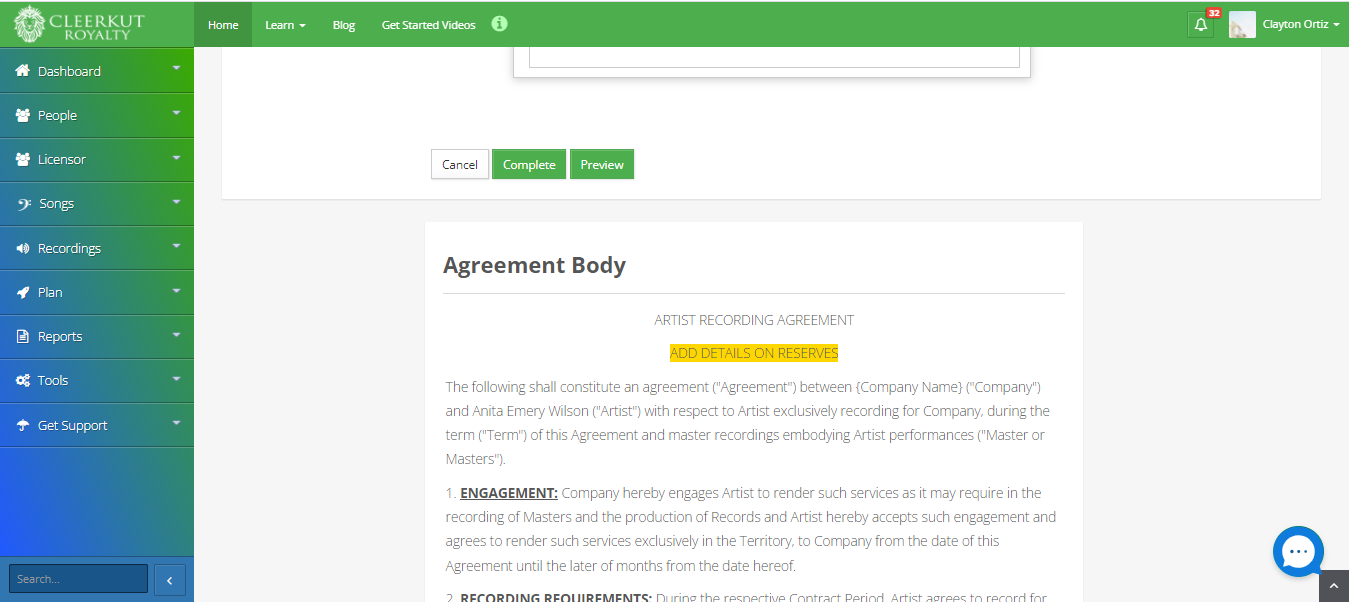 CLEERKUT
ROYALTY
Home
Learn
Blog
Get Started Videos
i
32
Clayton Ortiz
Dashboard
People
Licensor
Songs
Recordings
Plan
Reports
Tools
Get Support
Search...
Cancel
Complete
Preview
Agreement Body
ARTIST RECORDING AGREEMENT
ADD DETAILS ON RESERVES
The following shall constitute an agreement ("Agreement") between {Company Name} ("Company")
and Anita Emery Wilson ("Artist") with respect to Artist exclusively recording for Company, during the
term ("Term") of this Agreement and master recordings embodying Artist performances ("Master or
Masters").
1. ENGAGEMENT: Company hereby engages Artist to render such services as it may require in the
recording of Masters and the production of Records and Artist hereby accepts such engagement and
agrees to render such services exclusively in the Territory, to Company from the date of this
Agreement until the later of months from the date hereof.
2. RECORDING REQUIREMENTS: During the respective Contract Period, Artist agrees to record for